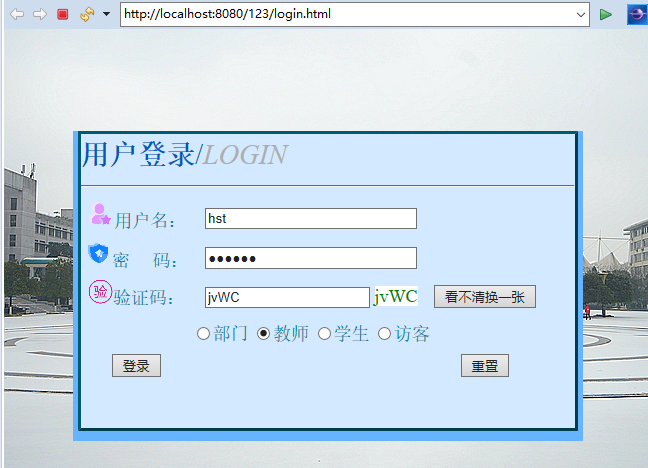 http://localhost:8080/123/login.html
用户登录/LOGIN
用户名： hst
密 码： ••••••
验 验证码： jvWC jvWC 看不清换一张
部门 教师 学生 访客
登录 重置